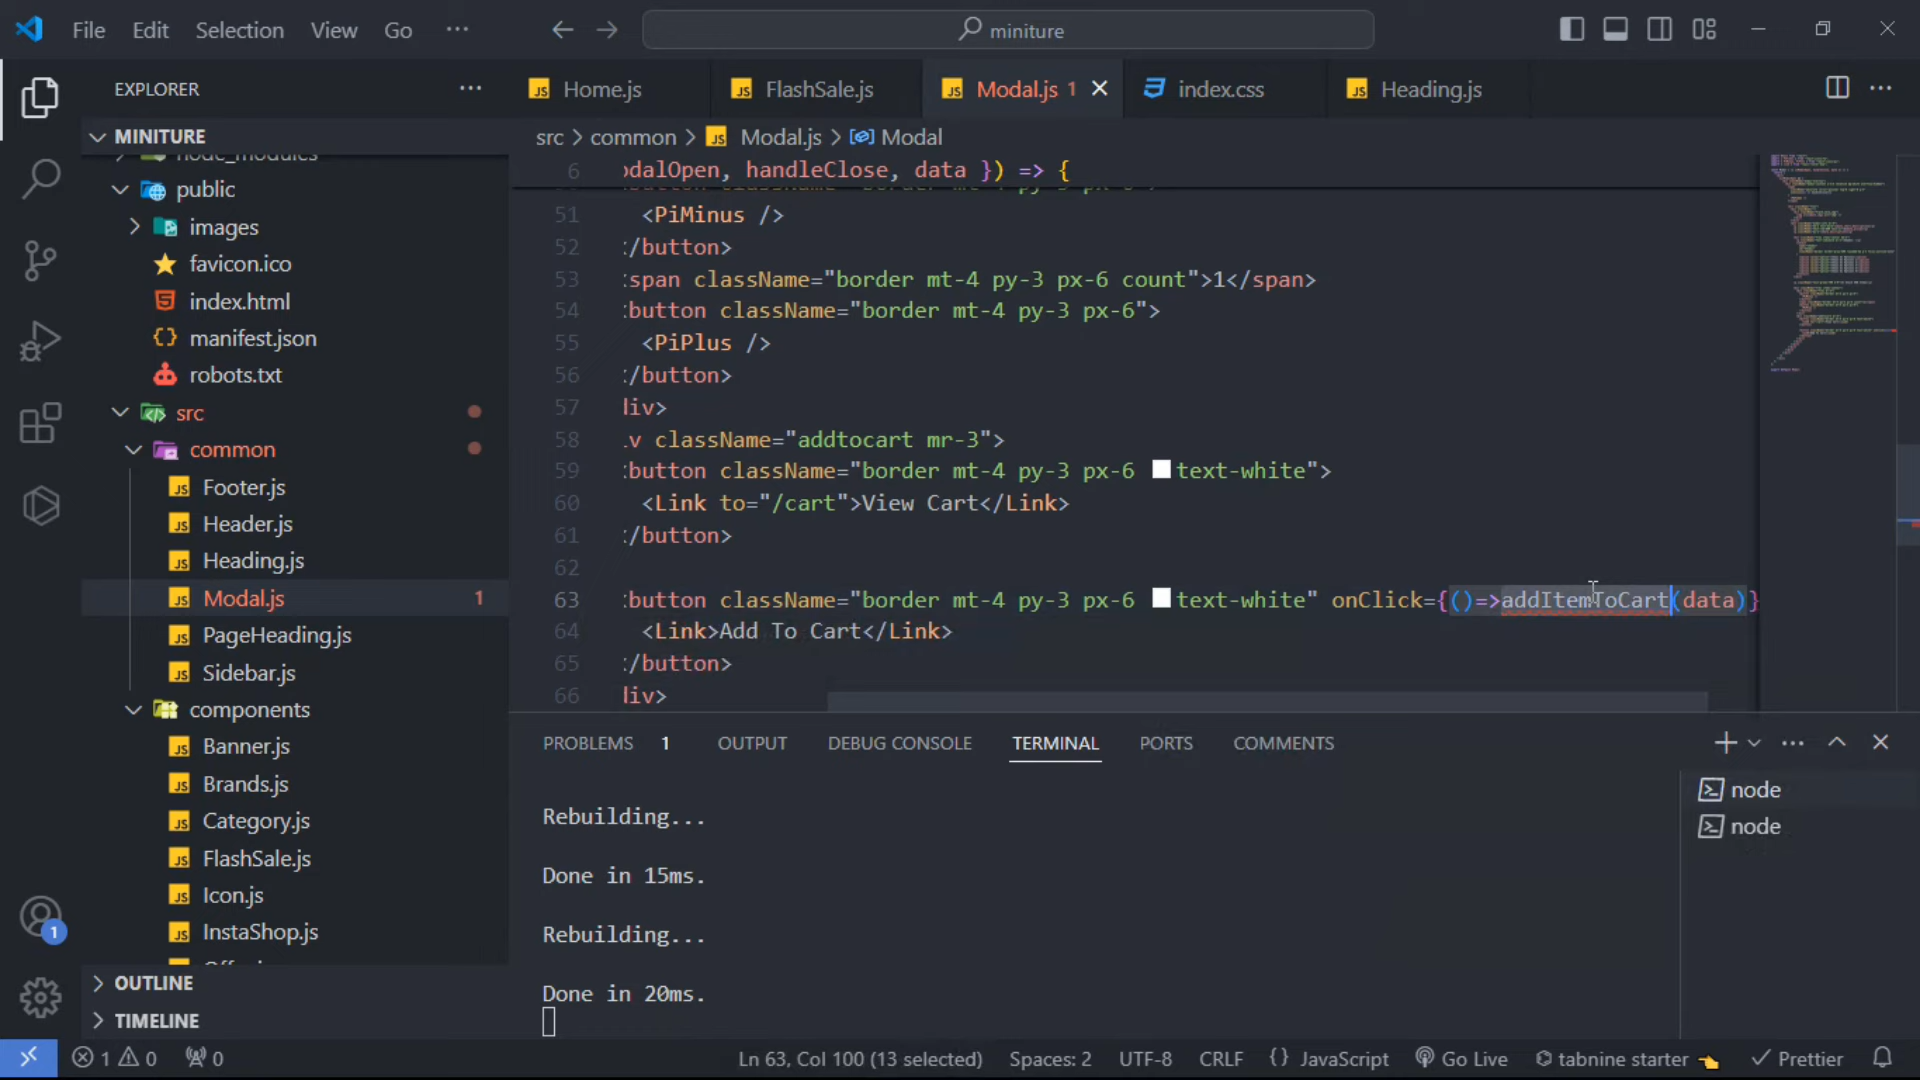 File Edit Selection View Go ... miniture
EXPLORER ...
Home.js FlashSale.js Modal.js 1 index.css Heading.js ...
MINITURE
node_modules
public
images
favicon.ico
index.html
manifest.json
robots.txt
src
common
Footer.js
Header.js
Heading.js
Modal.js 1
PageHeading.js
Sidebar.js
components
Banner.js
Brands.js
Category.js
FlashSale.js
Icon.js
InstaShop.js
OUTLINE
TIMELINE
src > common > Modal.js > Modal
6 odalOpen, handleClose, data }) => {
51 <PiMinus />
52 </button>
53 <span className="border mt-4 py-3 px-6 count">1</span>
54 <button className="border mt-4 py-3 px-6">
55 <PiPlus />
56 </button>
57 div>
58 iv className="addtocart mr-3">
59 <button className="border mt-4 py-3 px-6 text-white">
60 <Link to="/cart">View Cart</Link>
61 </button>
62
63 <button className="border mt-4 py-3 px-6 text-white" onClick={()=>addItemToCart(data)}
64 <Link>Add To Cart</Link>
65 </button>
66 div>
PROBLEMS 1 OUTPUT DEBUG CONSOLE TERMINAL PORTS COMMENTS
Rebuilding...
Done in 15ms.
Rebuilding...
Done in 20ms.
node
node
1
1 0 0 Ln 63, Col 100 (13 selected) Spaces: 2 UTF-8 CRLF {} JavaScript Go Live tabnine starter Prettier